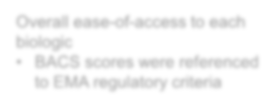 Overall ease-of-access to each
biologic
• BACS scores were referenced
to EMA regulatory criteria